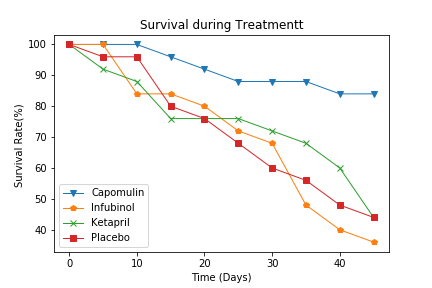 Survival during Treatmentt
100
90
80
70
60
50
40
Survival Rate(%)
Capomulin
Infubinol
Ketapril
Placebo
0 10 20 30 40
Time (Days)